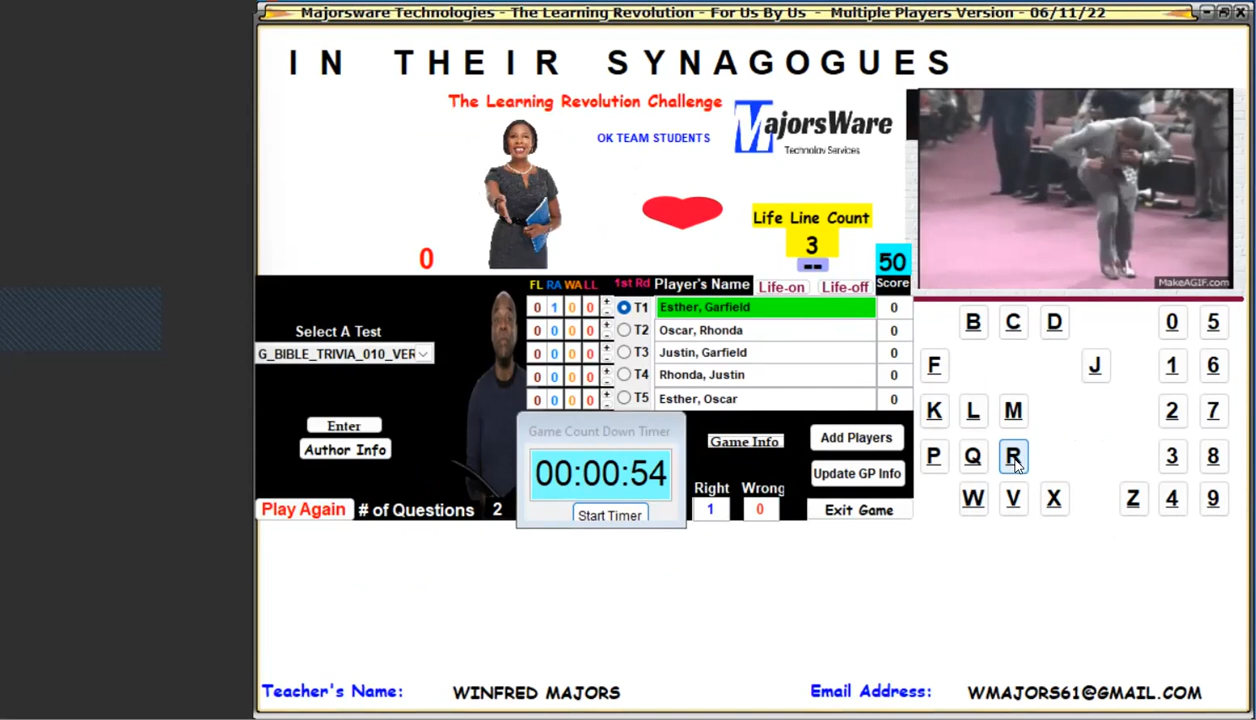 Majorsware Technologies - The Learning Revolution - For Us By Us - Multiple Players Version - 06/11/22
IN THEIR SYNAGOGUES
The Learning Revolution Challenge
OK TEAM STUDENTS
MajorsWare
Technology Services
Life Line Count
3
--
0
50
MakeAGIF.com
FL RA WA LL 1st Rd Player's Name Life-on Life-off Score
0 1 0 0 + - T1 Esther, Garfield 0
0 0 0 0 + - T2 Oscar, Rhonda 0
0 0 0 0 + - T3 Justin, Garfield 0
0 0 0 0 + - T4 Rhonda, Justin 0
0 0 0 0 + - T5 Esther, Oscar 0
Select A Test
G_BIBLE_TRIVIA_010_VER
Enter
Author Info
Play Again # of Questions 2
Game Count Down Timer
00:00:54
Start Timer
Game Info
Right Wrong
1 0
Add Players
Update GP Info
Exit Game
B C D 0 5
F J 1 6
K L M 2 7
P Q R 3 8
W V X Z 4 9
Teacher's Name: WINFRED MAJORS Email Address: WMAJORS61@GMAIL.COM